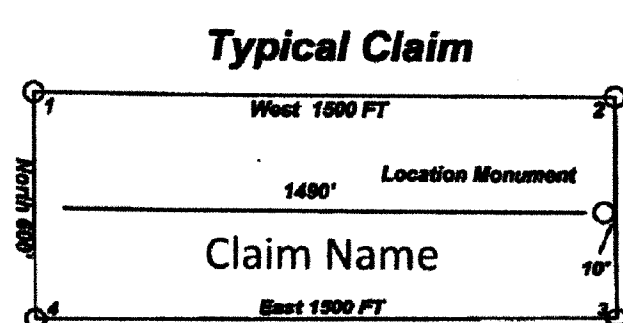 Typical Claim
1
West 1500 FT
2
Location Monument
1490'
North 600'
Claim Name
10'
4
East 1500 FT
3